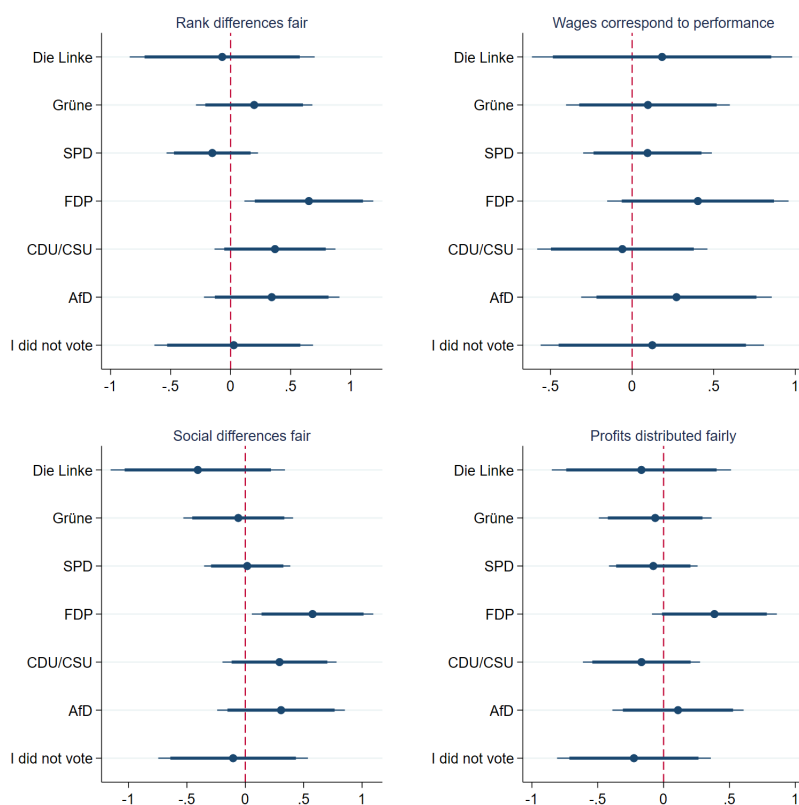 Rank differences fair
Die Linke
Grüne
SPD
FDP
CDU/CSU
AfD
I did not vote
-1 -.5 0 .5 1
Wages correspond to performance
Die Linke
Grüne
SPD
FDP
CDU/CSU
AfD
I did not vote
-.5 0 .5 1
Social differences fair
Die Linke
Grüne
SPD
FDP
CDU/CSU
AfD
I did not vote
-1 -.5 0 .5 1
Profits distributed fairly
Die Linke
Grüne
SPD
FDP
CDU/CSU
AfD
I did not vote
-1 -.5 0 .5 1